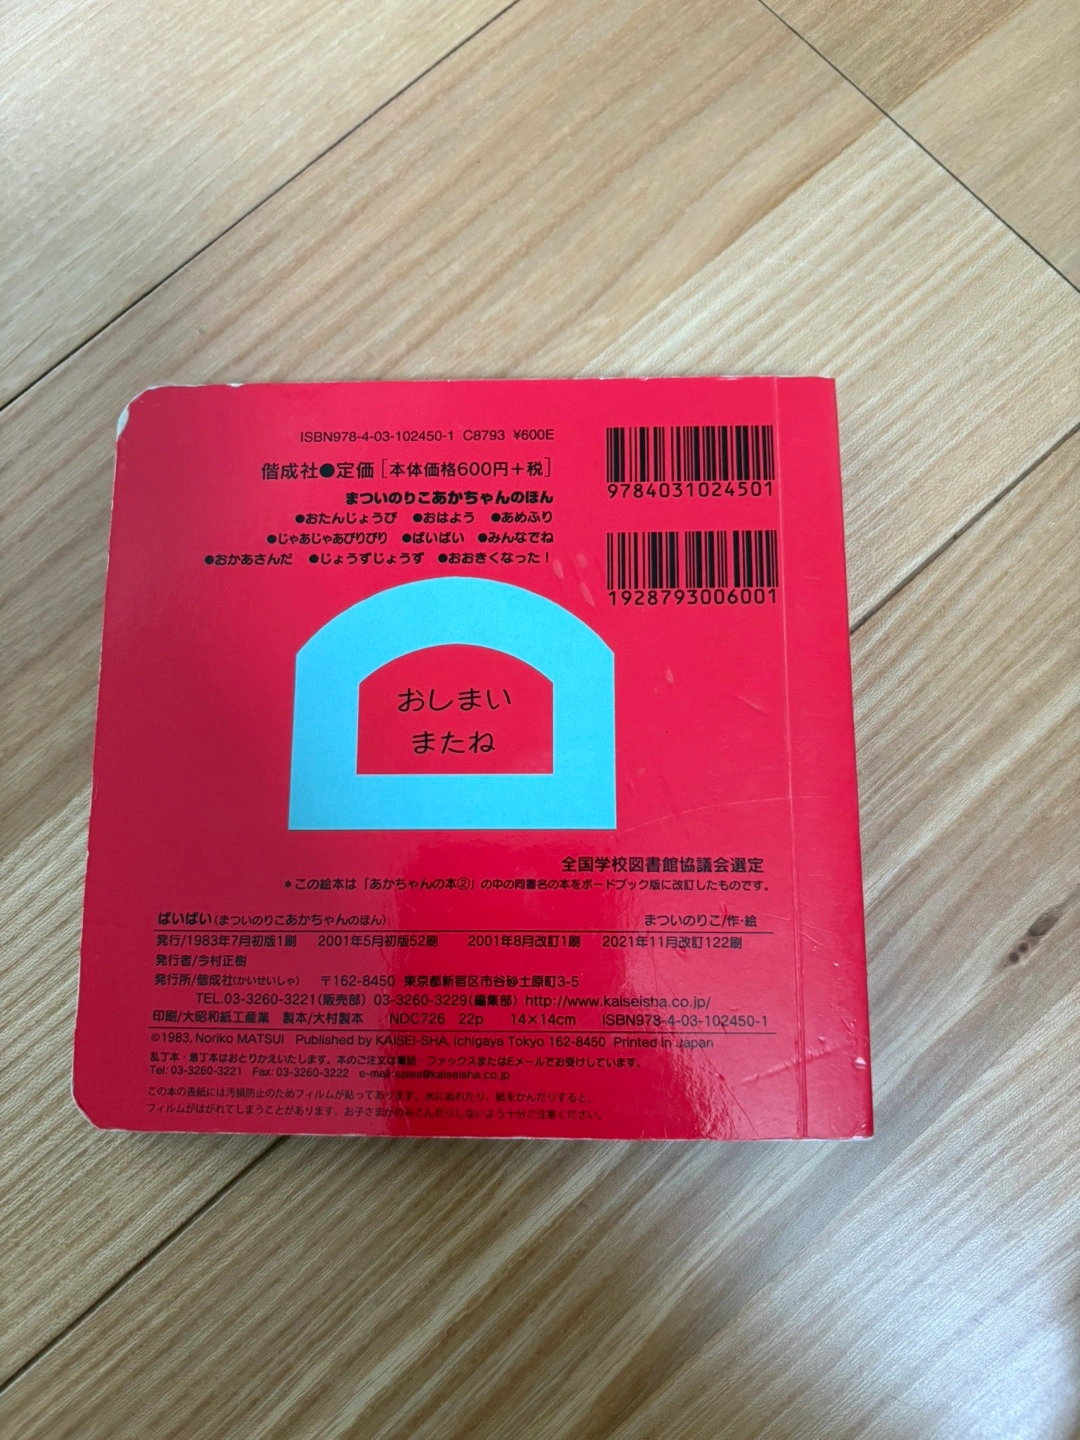 ISBN978-4-03-102450-1 C8793 ¥600E
偕成社●定価[本体価格600円+税]
まついのりこあかちゃんのほん
●おたんじょうび ●おはよう ●あめふり
●じゃあじゃあびりびり ●ばいばい ●みんなでね
●おかあさんだ ●じょうずじょうず ●おおきくなった!
9784031024501
1928793006001
おしまい
またね
全国学校図書館協議会選定
*この絵本は「あかちゃんの本②」の中の同書名の本をボードブック版に改訂したものです。
ばいばい(まついのりこあかちゃんのほん) まついのりこ/作・絵
発行/1983年7月初版1刷 2001年5月初版52刷 2001年8月改訂1刷 2021年11月改訂122刷
発行者/今村正樹
発行所/偕成社(かいせいしゃ) 〒162-8450 東京都新宿区市谷砂土原町3-5
TEL.03-3260-3221(販売部) 03-3260-3229(編集部) http://www.kaiseisha.co.jp/
印刷/大昭和紙工産業 製本/大村製本 NDC726 22p 14×14cm ISBN978-4-03-102450-1
©1983, Noriko MATSUI Published by KAISEI-SHA, Ichigaya Tokyo 162-8450 Printed in Japan
乱丁本・落丁本はおとりかえいたします。本のご注文は電話・ファックスまたはEメールでお受けしています。
Tel: 03-3260-3221 Fax: 03-3260-3222 e-mail:sales@kaiseisha.co.jp
この本の表紙には汚損防止のためフィルムが貼ってあります。水にぬれたり、紙をかんだりすると、
フィルムがはがれてしまうことがあります。お子さまがのみこんだりしないよう十分ご注意ください。